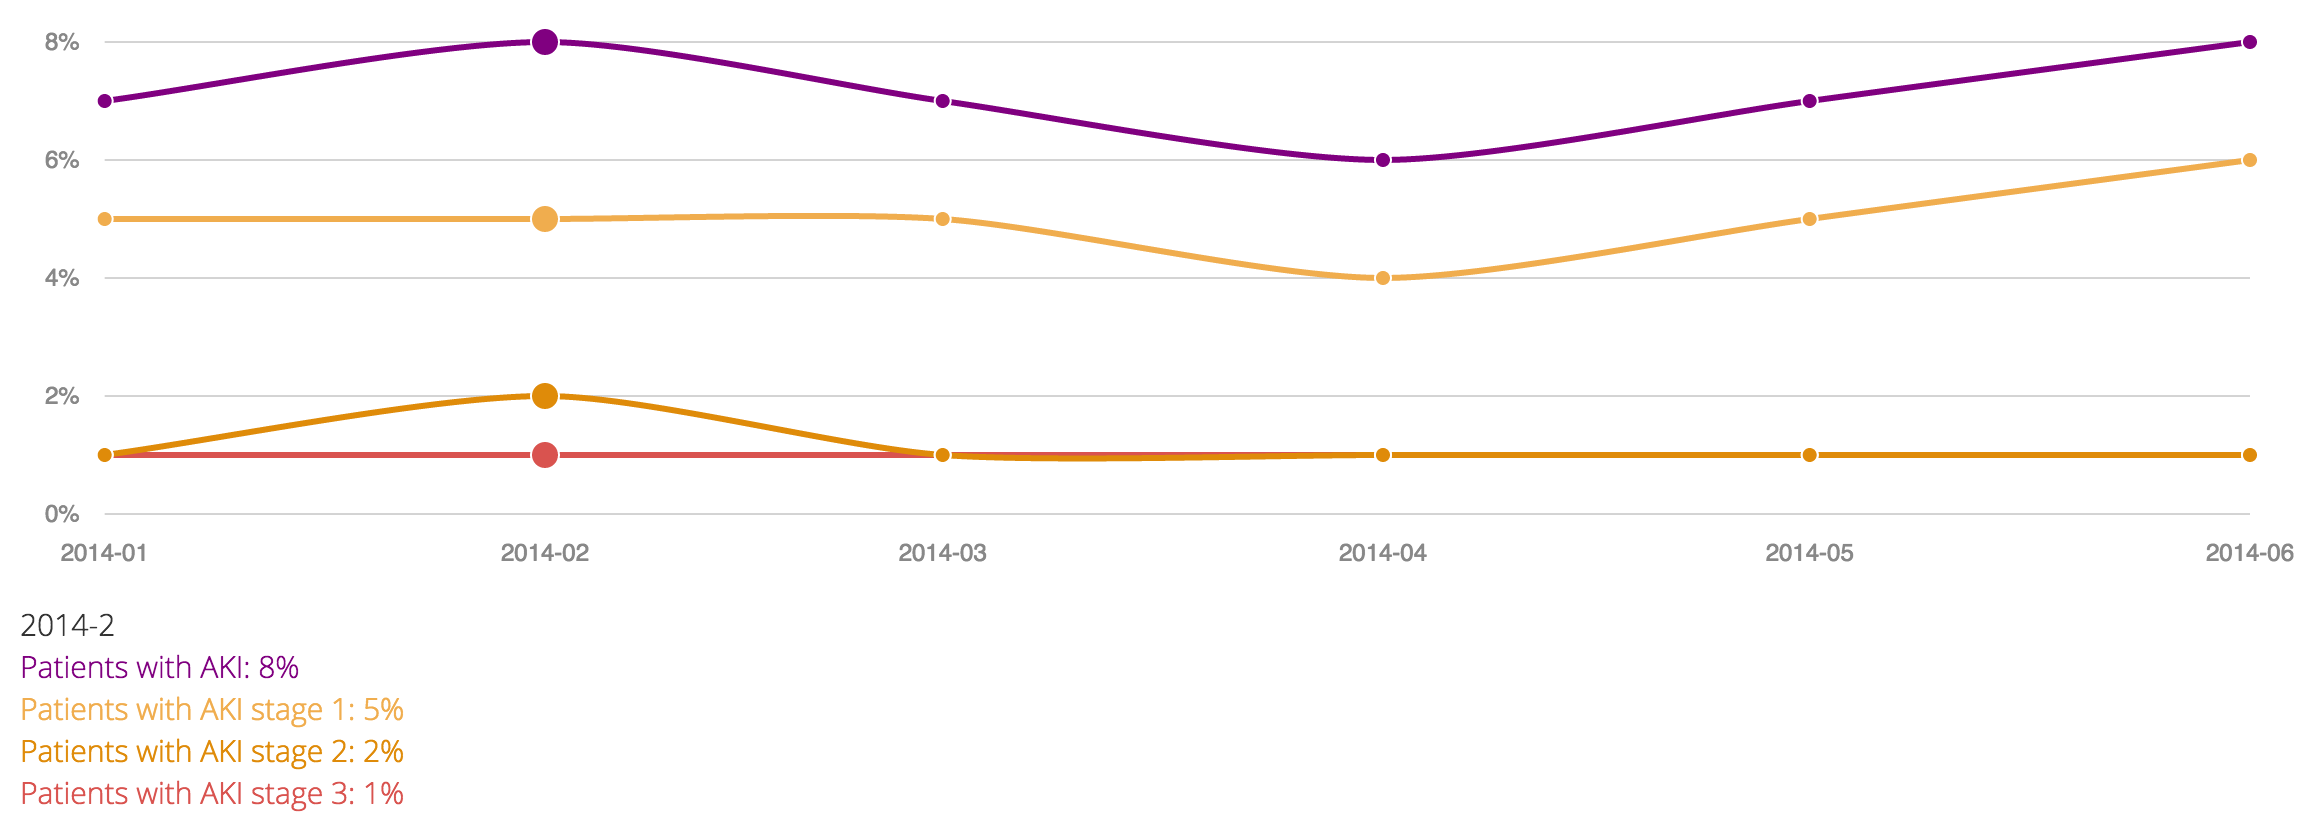 8%
6%
4%
2%
0%
2014-01 2014-02 2014-03 2014-04 2014-05 2014-06
2014-2
Patients with AKI: 8%
Patients with AKI stage 1: 5%
Patients with AKI stage 2: 2%
Patients with AKI stage 3: 1%